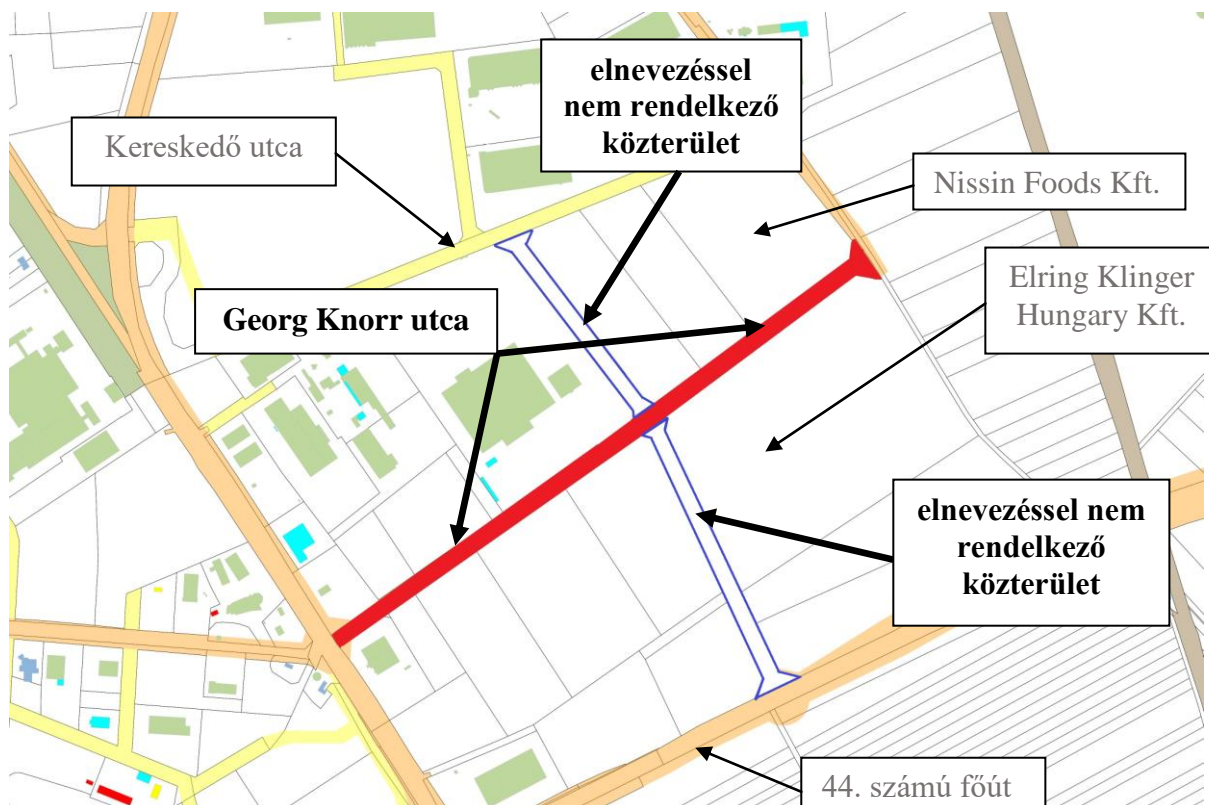 elnevezéssel
nem rendelkező
közterület
Kereskedő utca
Nissin Foods Kft.
Elring Klinger
Hungary Kft.
Georg Knorr utca
elnevezéssel nem
rendelkező
közterület
44. számú főút